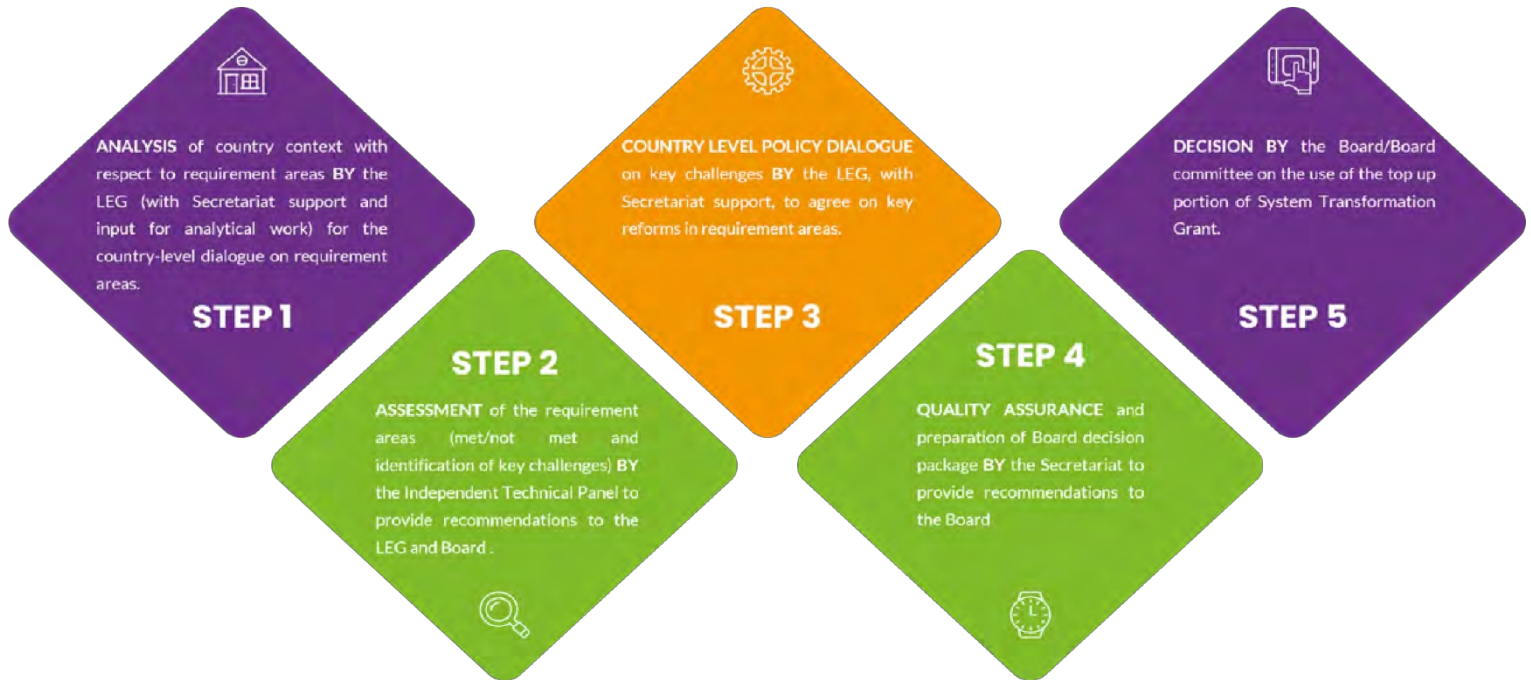 ANALYSIS of country context with
respect to requirement areas BY the
LEG (with Secretariat support and
input for analytical work) for the
country-level dialogue on requirement
areas.
STEP 1
STEP 2
ASSESSMENT of the requirement
areas (met/not met and
identification of key challenges) BY
the Independent Technical Panel to
provide recommendations to the
LEG and Board .
COUNTRY LEVEL POLICY DIALOGUE
on key challenges BY the LEG, with
Secretariat support, to agree on key
reforms in requirement areas.
STEP 3
STEP 4
QUALITY ASSURANCE and
preparation of Board decision
package BY the Secretariat to
provide recommendations to
the Board
DECISION BY the Board/Board
committee on the use of the top up
portion of System Transformation
Grant.
STEP 5